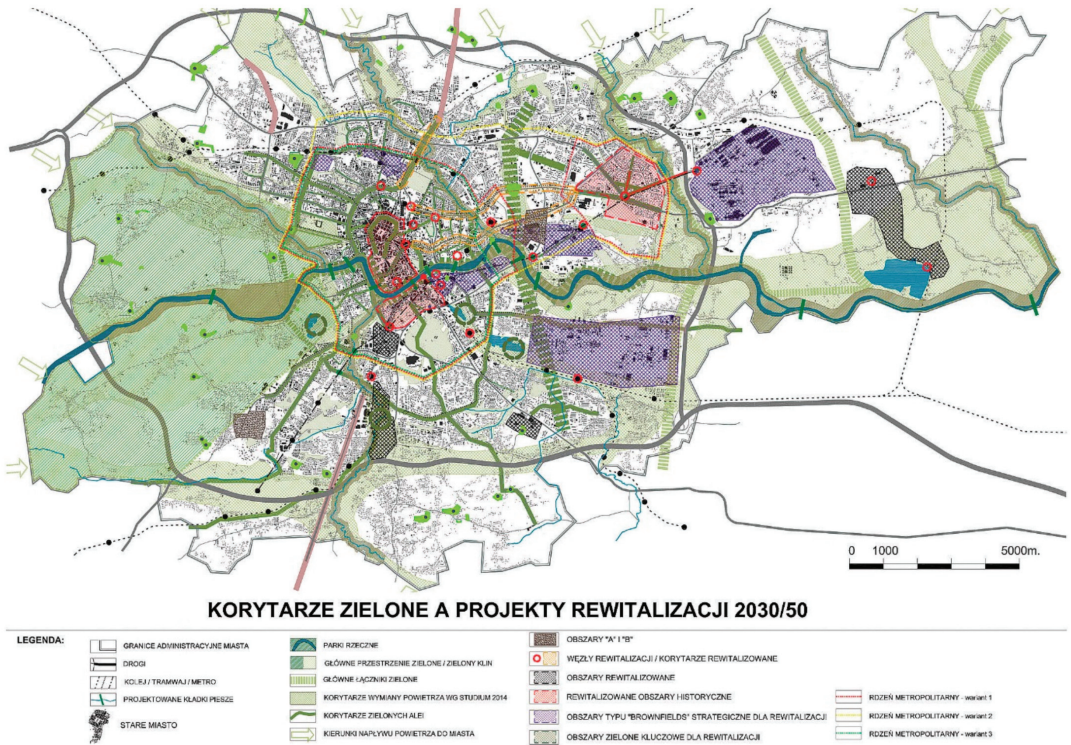 0 1000 5000m.
KORYTARZE ZIELONE A PROJEKTY REWITALIZACJI 2030/50
LEGENDA:
GRANICE ADMINISTRACYJNE MIASTA
DROGI
KOLEJ / TRAMWAJ / METRO
PROJEKTOWANE KŁADKI PIESZE
STARE MIASTO
PARKI RZECZNE
GŁÓWNE PRZESTRZENIE ZIELONE / ZIELONY KLIN
GŁÓWNE ŁĄCZNIKI ZIELONE
KORYTARZE WYMIANY POWIETRZA WG STUDIUM 2014
KORYTARZE ZIELONYCH ALEI
KIERUNKI NAPŁYWU POWIETRZA DO MIASTA
OBSZARY "A" I "B"
WĘZŁY REWITALIZACJI / KORYTARZE REWITALIZOWANE
OBSZARY REWITALIZOWANE
REWITALIZOWANE OBSZARY HISTORYCZNE
OBSZARY TYPU "BROWNFIELDS" STRATEGICZNE DLA REWITALIZACJI
OBSZARY ZIELONE KLUCZOWE DLA REWITALIZACJI
RDZEŃ METROPOLITARNY - wariant 1
RDZEŃ METROPOLITARNY - wariant 2
RDZEŃ METROPOLITARNY - wariant 3